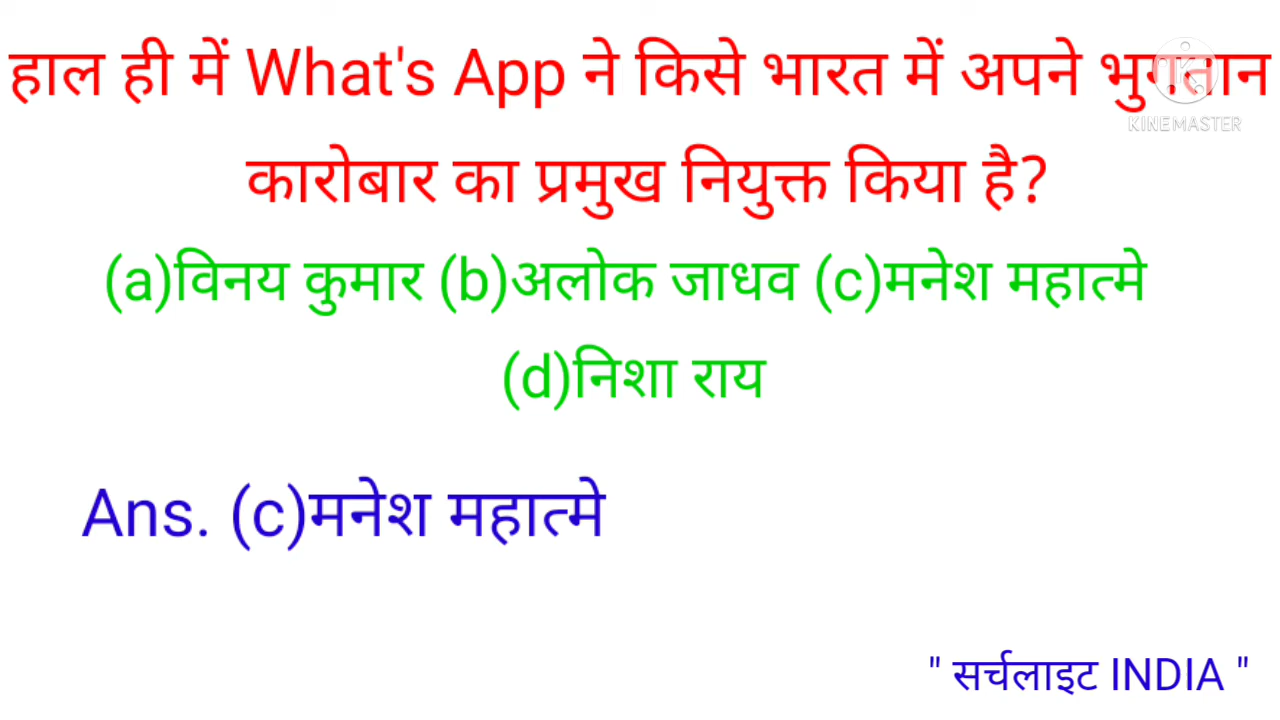 हाल ही में What's App ने किसे भारत में अपने भुगतान
KINEMASTER
कारोबार का प्रमुख नियुक्त किया है?
(a)विनय कुमार (b)अलोक जाधव (c)मनेश महात्मे
(d)निशा राय
Ans. (c)मनेश महात्मे
" सर्चलाइट INDIA "